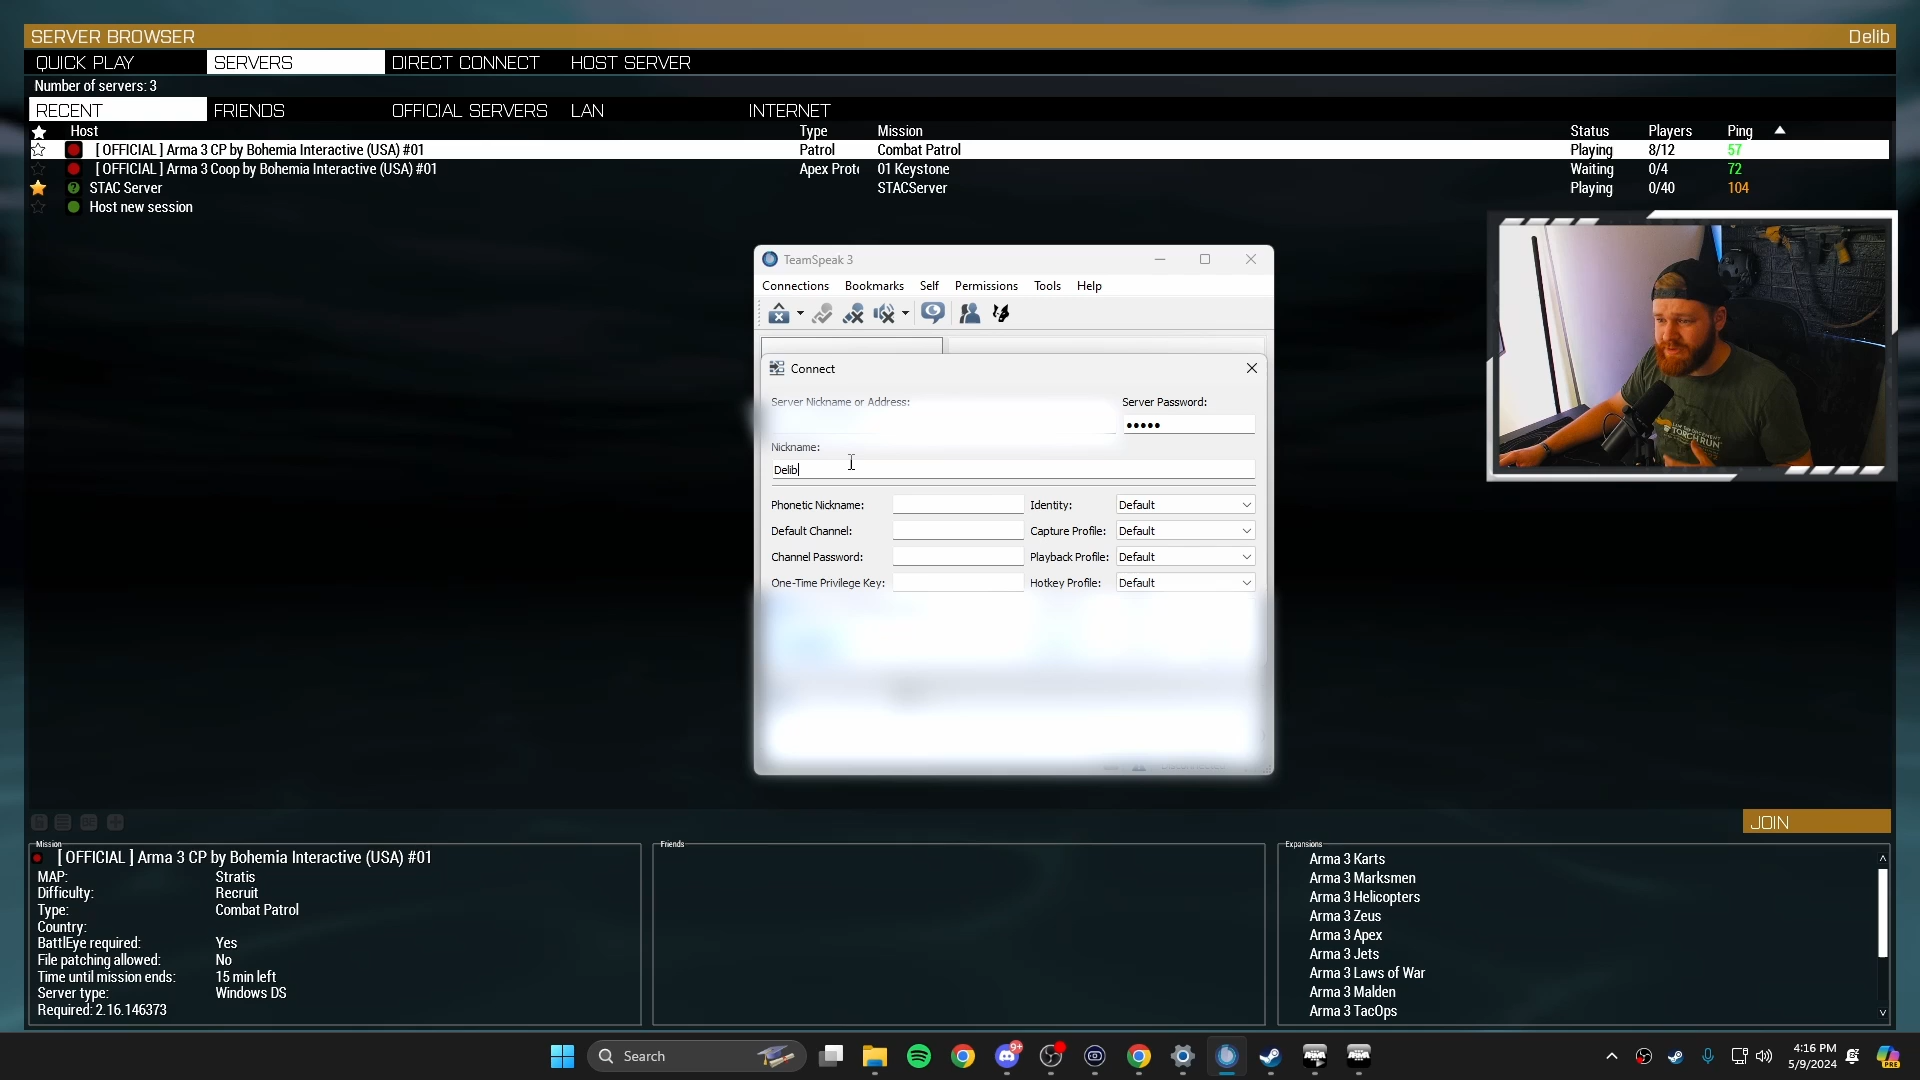 SERVER BROWSER Delib
QUICK PLAY SERVERS DIRECT CONNECT HOST SERVER
Number of servers: 3
RECENT FRIENDS OFFICIAL SERVERS LAN INTERNET
Host Type Mission Status Players Ping
[ OFFICIAL ] Arma 3 CP by Bohemia Interactive (USA) #01 Patrol Combat Patrol Playing 8/12 57
[ OFFICIAL ] Arma 3 Coop by Bohemia Interactive (USA) #01 Apex Prote 01 Keystone Waiting 0/4 72
STAC Server STACServer Playing 0/40 104
Host new session
TeamSpeak 3
Connections Bookmarks Self Permissions Tools Help
Connect
Server Nickname or Address: Server Password:
•••••
Nickname:
Delib
Phonetic Nickname: Identity: Default
Default Channel: Capture Profile: Default
Channel Password: Playback Profile: Default
One-Time Privilege Key: Hotkey Profile: Default
TORCH RUN
JOIN
Mission
[ OFFICIAL ] Arma 3 CP by Bohemia Interactive (USA) #01
MAP: Stratis
Difficulty: Recruit
Type: Combat Patrol
Country:
BattlEye required: Yes
File patching allowed: No
Time until mission ends: 15 min left
Server type: Windows DS
Required: 2.16.146373
Friends
Expansions
Arma 3 Karts
Arma 3 Marksmen
Arma 3 Helicopters
Arma 3 Zeus
Arma 3 Apex
Arma 3 Jets
Arma 3 Laws of War
Arma 3 Malden
Arma 3 TacOps
Search
9+
4:16 PM
5/9/2024
PRE